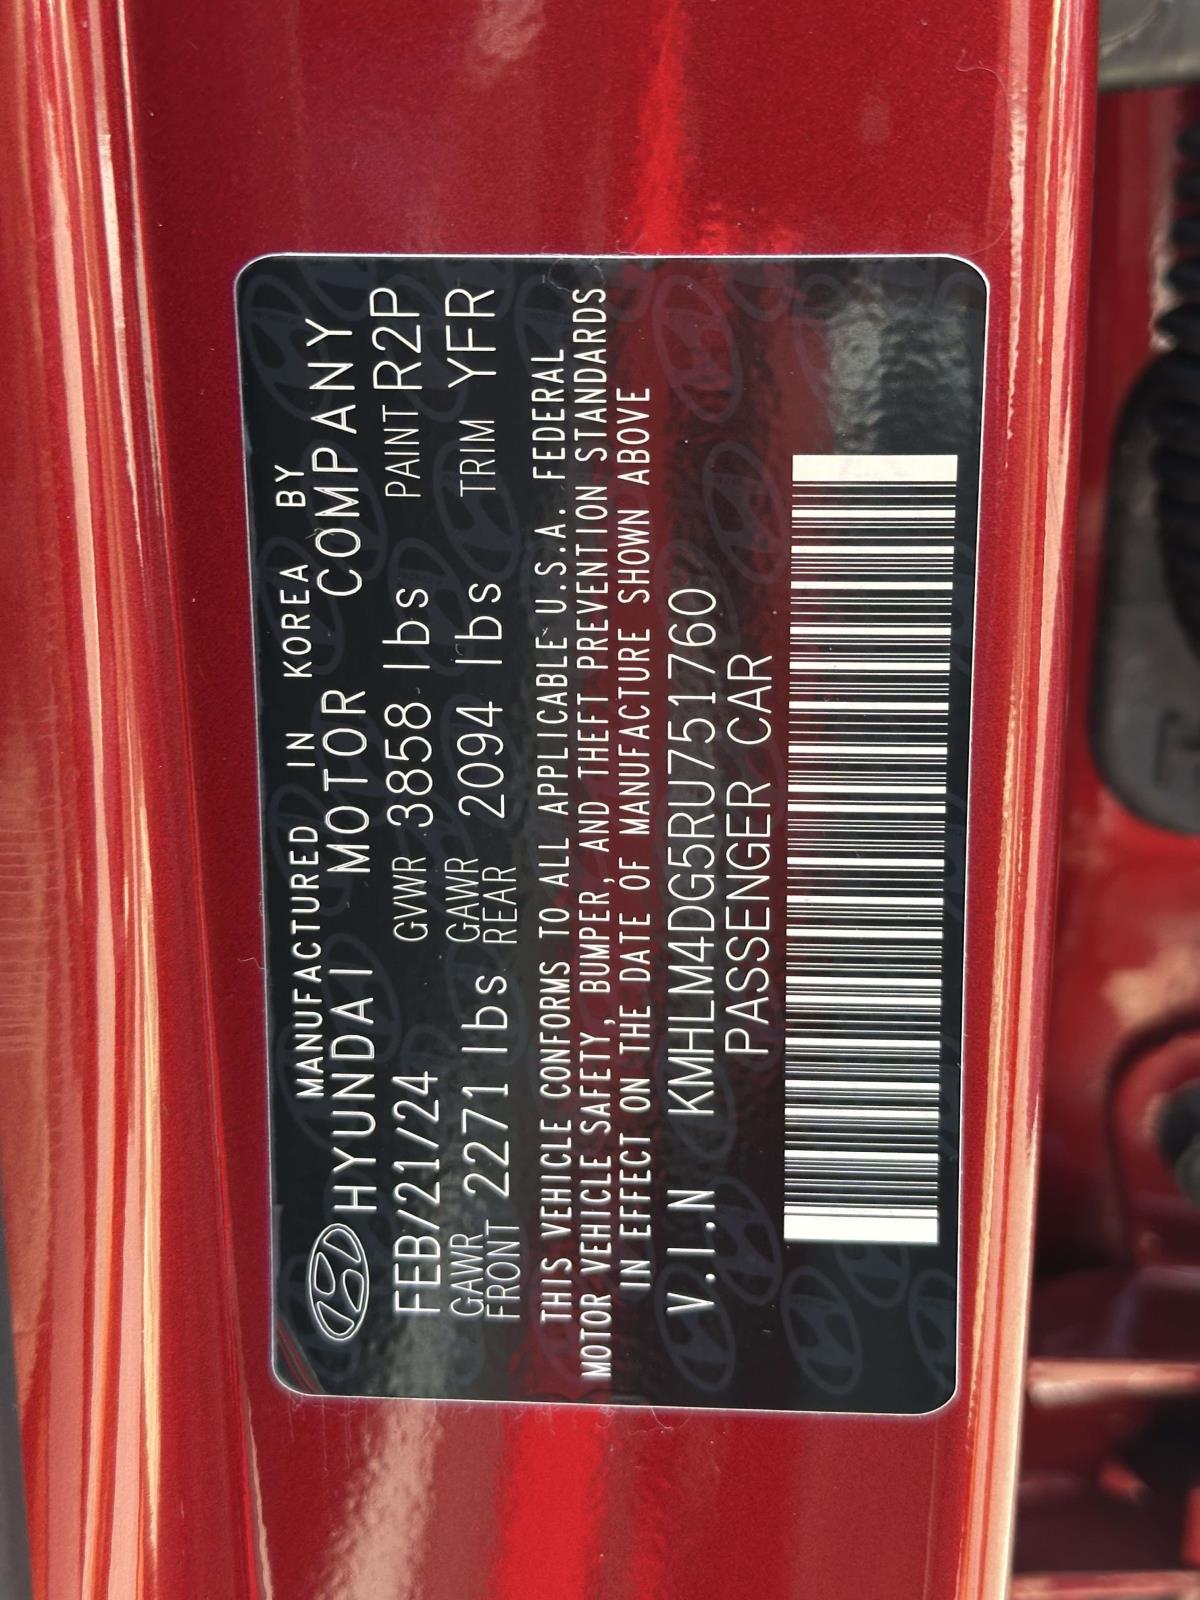 MANUFACTURED IN KOREA BY
HYUNDAI MOTOR COMPANY
FEB/21/24 GVWR 3858 lbs PAINT R2P
GAWR FRONT 2271 lbs GAWR REAR 2094 lbs TRIM YFR
THIS VEHICLE CONFORMS TO ALL APPLICABLE U.S.A. FEDERAL
MOTOR VEHICLE SAFETY, BUMPER, AND THEFT PREVENTION STANDARDS
IN EFFECT ON THE DATE OF MANUFACTURE SHOWN ABOVE
V.I.N KMHLM4DG5RU751760
PASSENGER CAR